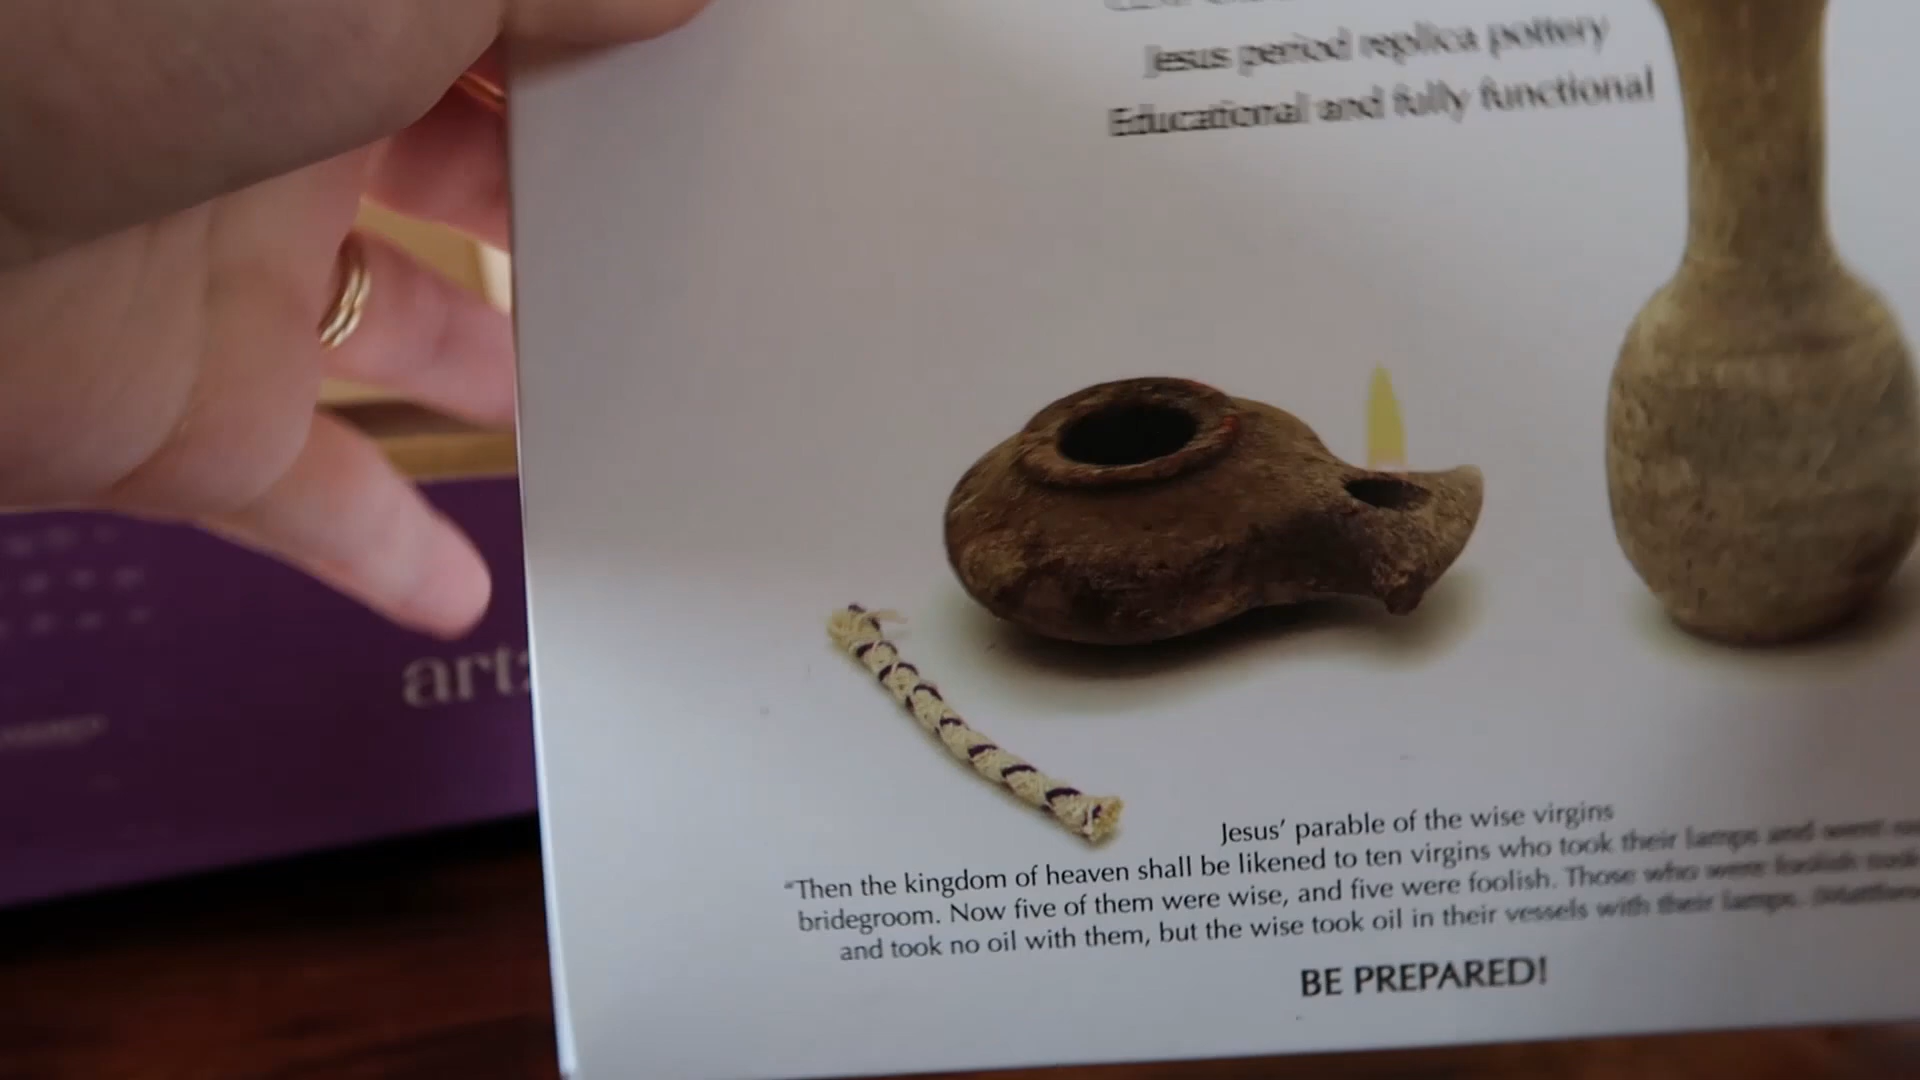 Jesus period replica pottery
Educational and fully functional
art
Jesus' parable of the wise virgins
"Then the kingdom of heaven shall be likened to ten virgins who took their lamps and went
bridegroom. Now five of them were wise, and five were foolish. Those who were foolish took
and took no oil with them, but the wise took oil in their vessels with their lamps.
BE PREPARED!